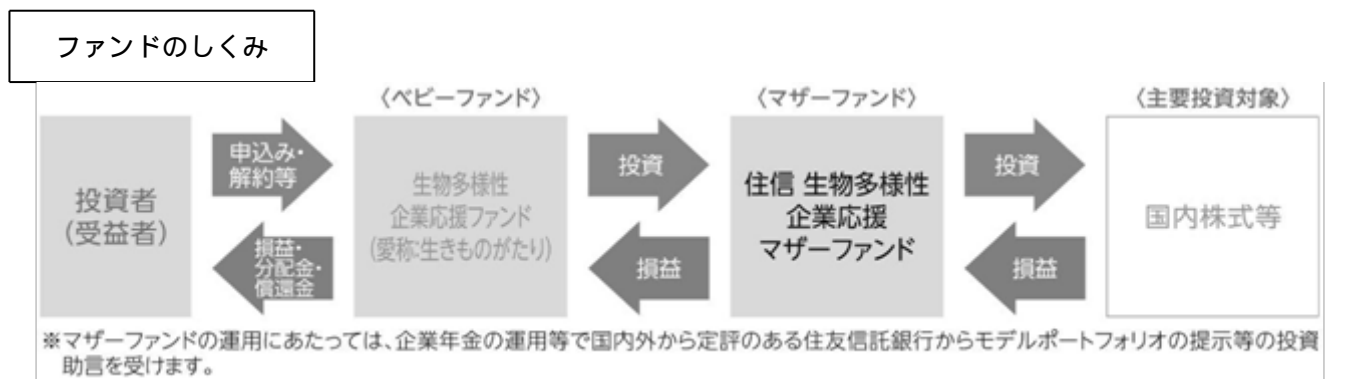 ファンドのしくみ
〈ベビーファンド〉
〈マザーファンド〉
〈主要投資対象〉
投資者
(受益者)
申込み・
解約等
損益・
分配金・
償還金
生物多様性
企業応援ファンド
(愛称:生きものがたり)
投資
損益
住信 生物多様性
企業応援
マザーファンド
投資
損益
国内株式等
※マザーファンドの運用にあたっては、企業年金の運用等で国内外から定評のある住友信託銀行からモデルポートフォリオの提示等の投資
助言を受けます。